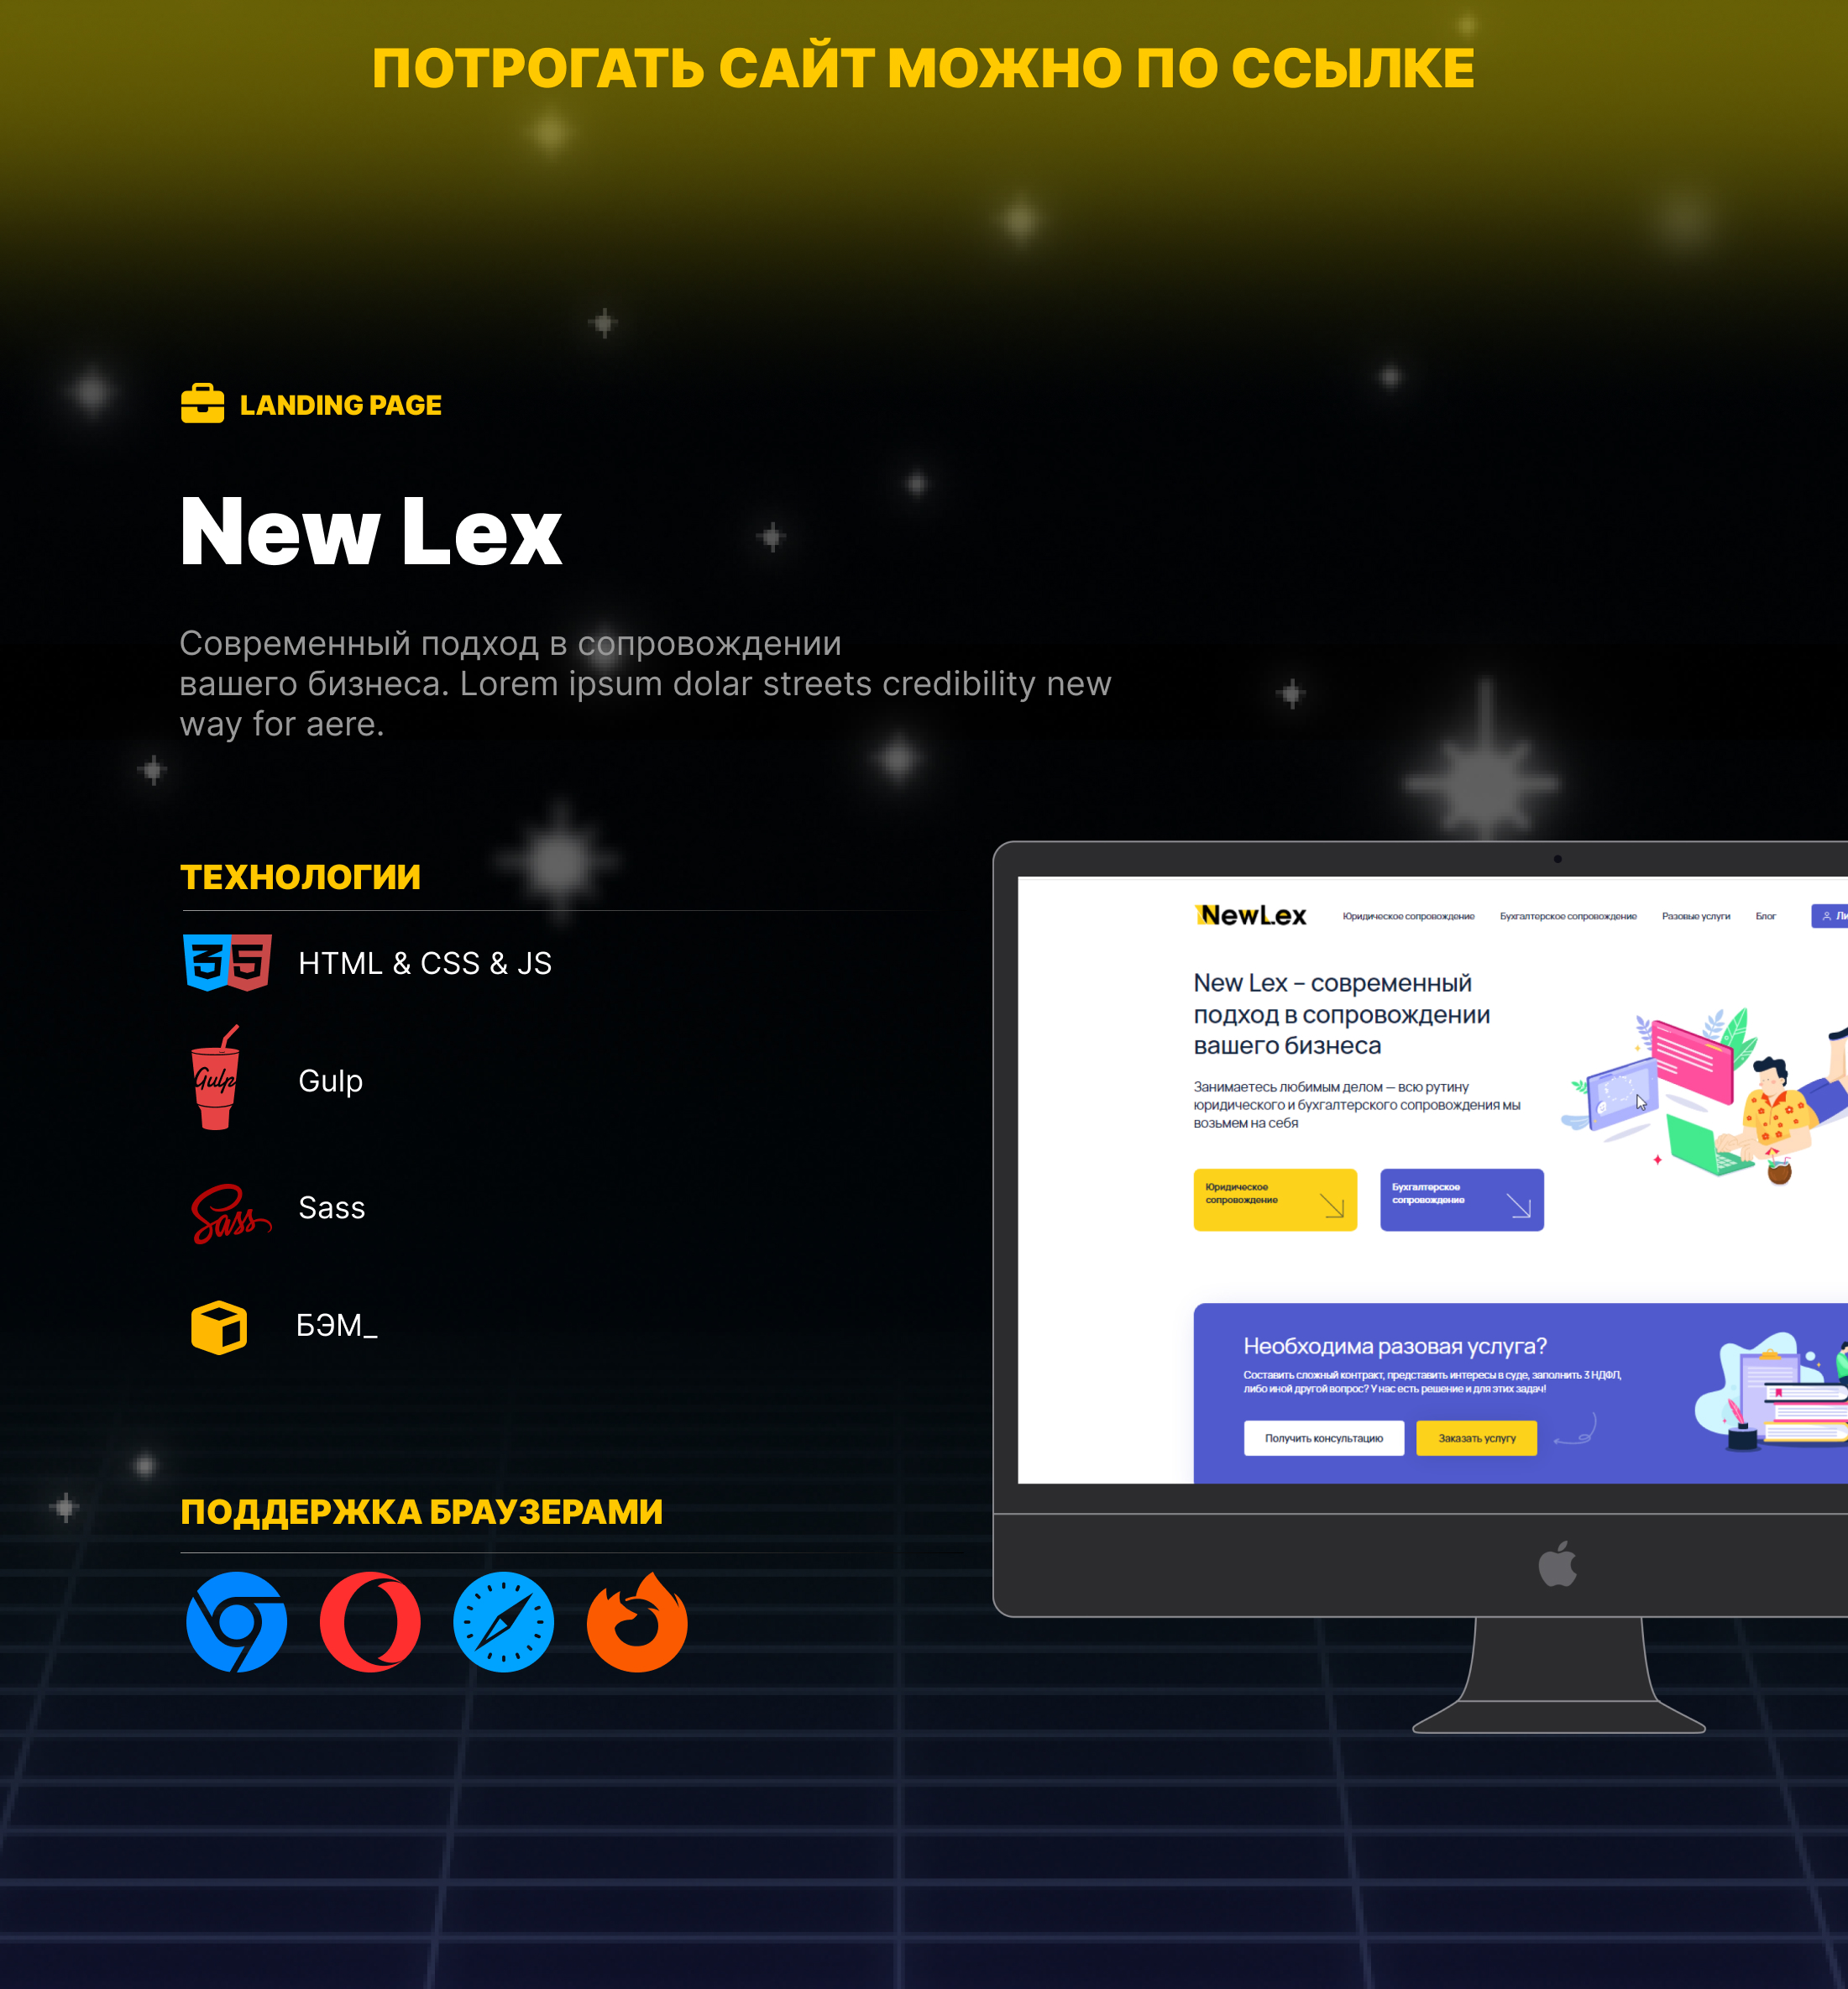 ПОТРОГАТЬ САЙТ МОЖНО ПО ССЫЛКЕ
LANDING PAGE
New Lex
Современный подход в сопровождении
вашего бизнеса. Lorem ipsum dolar streets credibility new
way for aere.
ТЕХНОЛОГИИ
HTML & CSS & JS
Gulp
Gulp
Sass
Sass
БЭМ_
ПОДДЕРЖКА БРАУЗЕРАМИ
NewLex
Юридическое сопровождение
Бухгалтерское сопровождение
Разовые услуги
Блог
New Lex – современный
подход в сопровождении
вашего бизнеса
Занимаетесь любимым делом — всю рутину
юридического и бухгалтерского сопровождения мы
возьмем на себя
Юридическое
сопровождение
Бухгалтерское
сопровождение
Необходима разовая услуга?
Составить сложный контракт, представить интересы в суде, заполнить 3 НДФЛ,
либо иной другой вопрос? У нас есть решение и для этих задач!
Получить консультацию
Заказать услугу